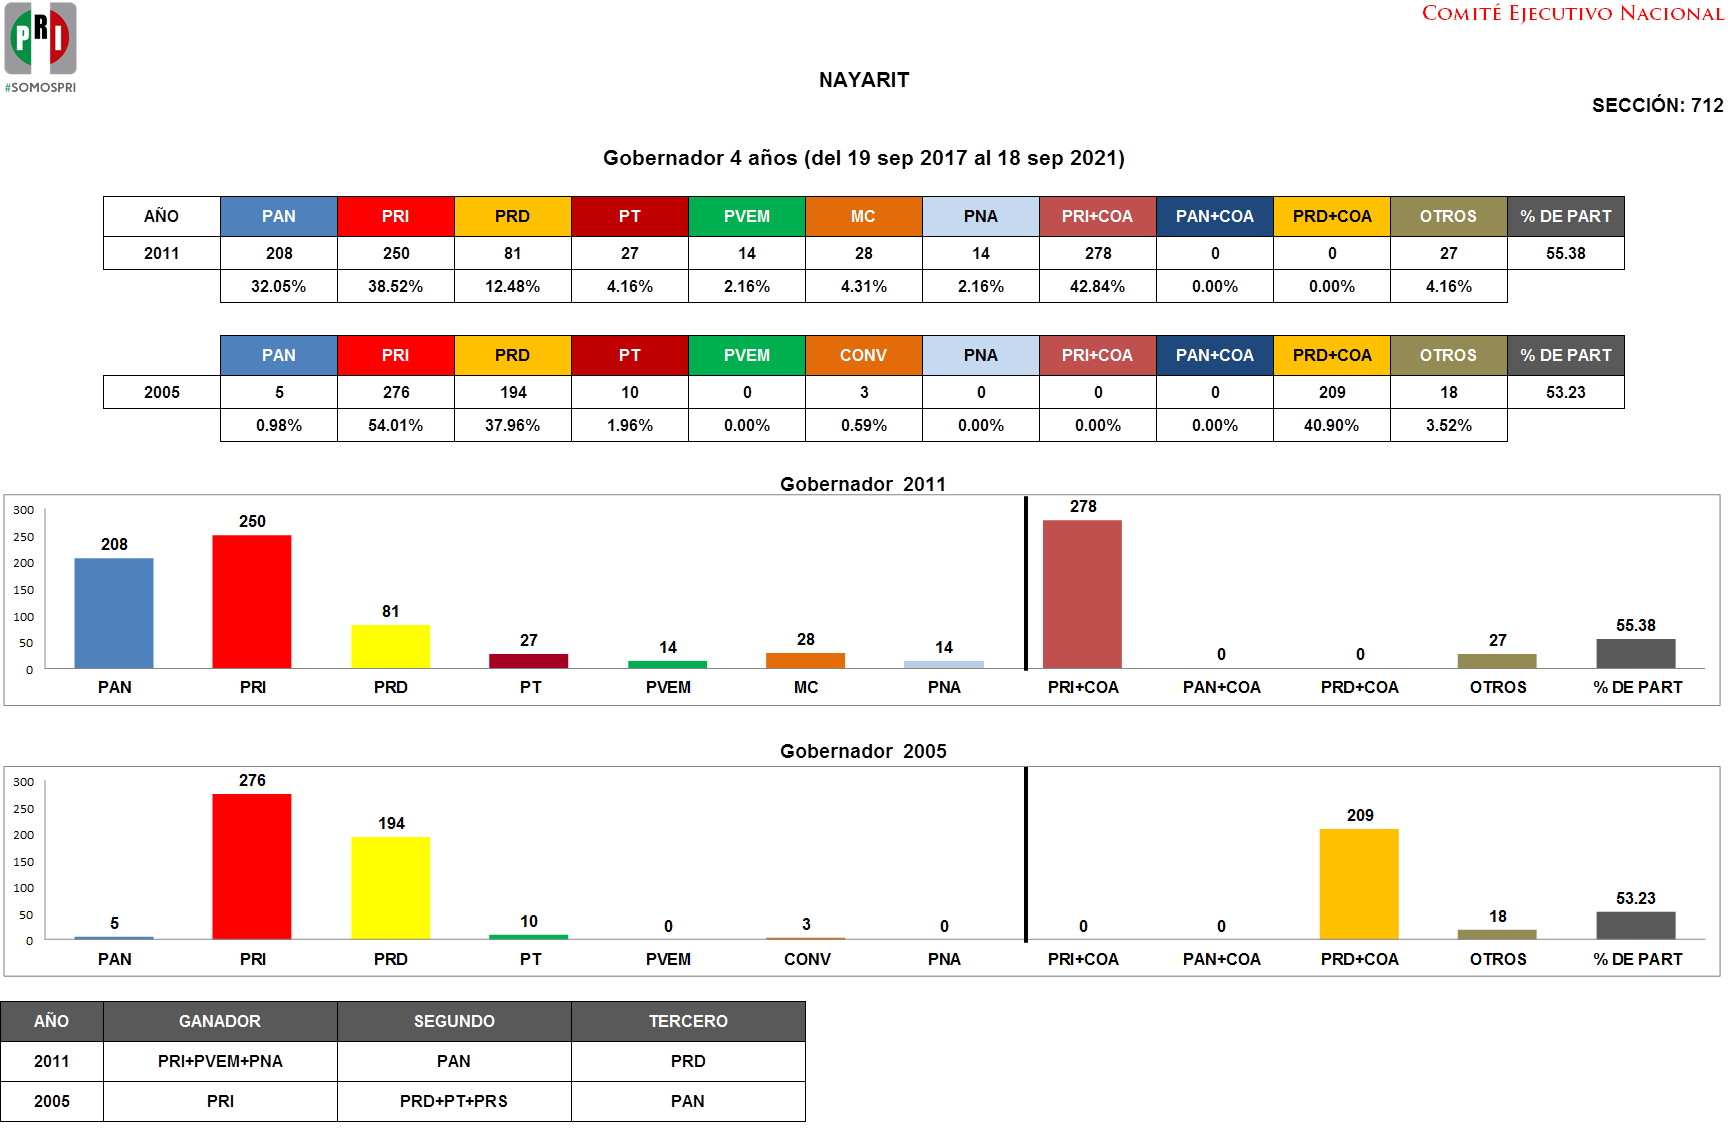 PRI
#SOMOSPRI
COMITÉ EJECUTIVO NACIONAL
NAYARIT
SECCIÓN: 712
Gobernador 4 años (del 19 sep 2017 al 18 sep 2021)
AÑO PAN PRI PRD PT PVEM MC PNA PRI+COA PAN+COA PRD+COA OTROS % DE PART
2011 208 250 81 27 14 28 14 278 0 0 27 55.38
32.05% 38.52% 12.48% 4.16% 2.16% 4.31% 2.16% 42.84% 0.00% 0.00% 4.16%
PAN PRI PRD PT PVEM CONV PNA PRI+COA PAN+COA PRD+COA OTROS % DE PART
2005 5 276 194 10 0 3 0 0 0 209 18 53.23
0.98% 54.01% 37.96% 1.96% 0.00% 0.59% 0.00% 0.00% 0.00% 40.90% 3.52%
Gobernador 2011
300
250
200
150
100
50
0
208 250 81 27 14 28 14 278 0 0 27 55.38
PAN PRI PRD PT PVEM MC PNA PRI+COA PAN+COA PRD+COA OTROS % DE PART
Gobernador 2005
300
250
200
150
100
50
0
5 276 194 10 0 3 0 0 0 209 18 53.23
PAN PRI PRD PT PVEM CONV PNA PRI+COA PAN+COA PRD+COA OTROS % DE PART
AÑO GANADOR SEGUNDO TERCERO
2011 PRI+PVEM+PNA PAN PRD
2005 PRI PRD+PT+PRS PAN